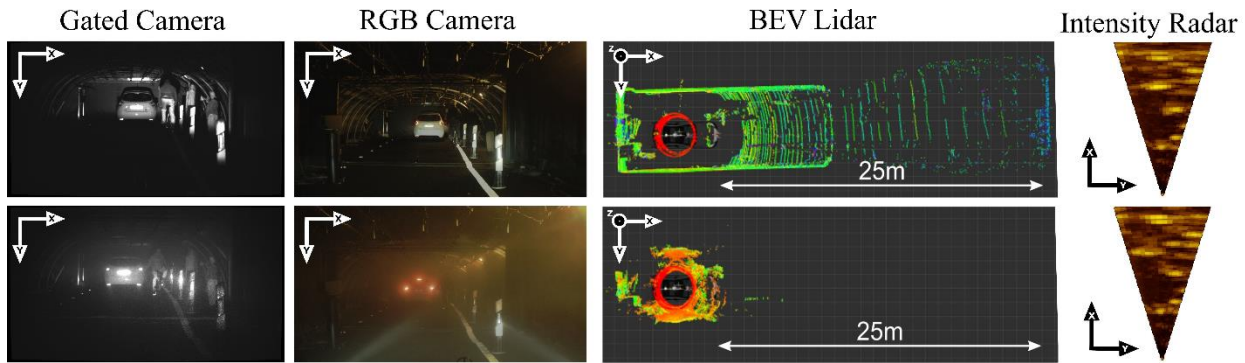 Gated Camera
RGB Camera
BEV Lidar
Intensity Radar
X
Y
X
Y
Z
X
Y
25m
X
Y
X
Y
X
Y
Z
X
Y
25m
X
Y